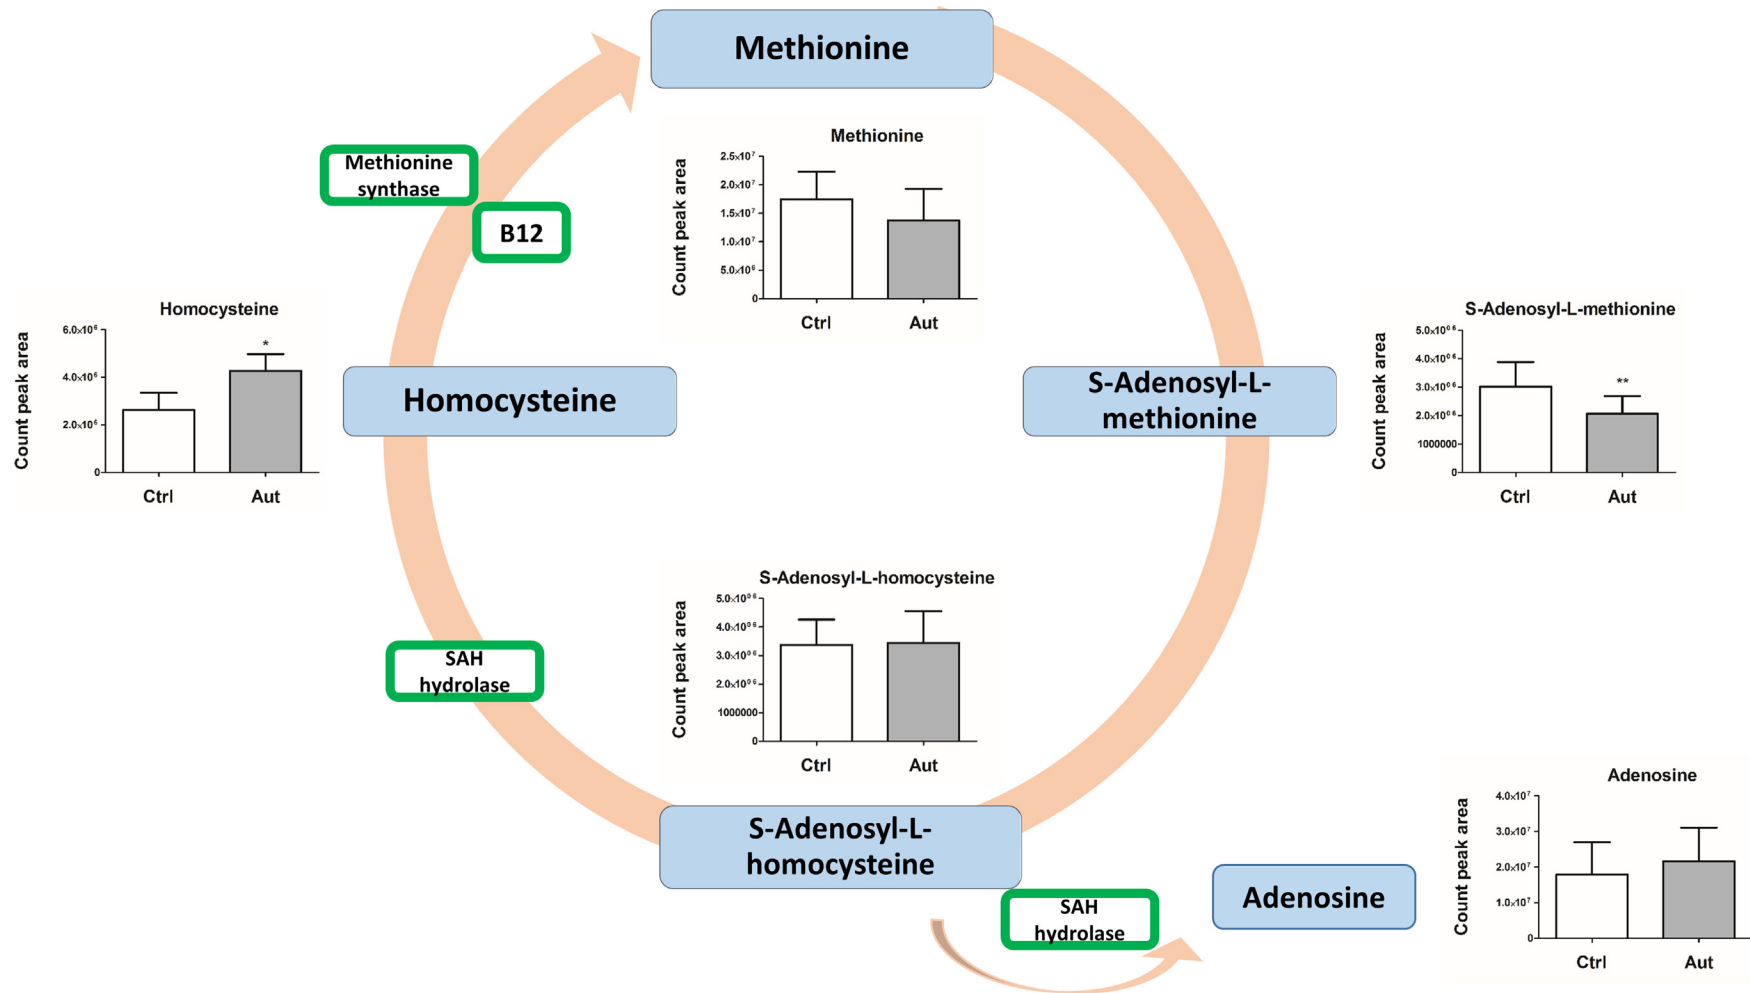 Methionine
Methionine
synthase
B12
Methionine
Count peak area
2.5x10⁷
2.0x10⁷
1.5x10⁷
1.0x10⁷
5.0x10⁶
0
Ctrl
Aut
Homocysteine
Count peak area
6.0x10⁶
4.0x10⁶
2.0x10⁶
0
*
Ctrl
Aut
Homocysteine
S-Adenosyl-L-
methionine
S-Adenosyl-L-methionine
Count peak area
5.0x10⁰⁶
4.0x10⁰⁶
3.0x10⁰⁶
2.0x10⁰⁶
1000000
0
**
Ctrl
Aut
S-Adenosyl-L-homocysteine
Count peak area
5.0x10⁰⁶
4.0x10⁰⁶
3.0x10⁰⁶
2.0x10⁰⁶
1000000
0
Ctrl
Aut
SAH
hydrolase
S-Adenosyl-L-
homocysteine
SAH
hydrolase
Adenosine
Adenosine
Count peak area
4.0x10⁷
3.0x10⁷
2.0x10⁷
1.0x10⁷
0
Ctrl
Aut